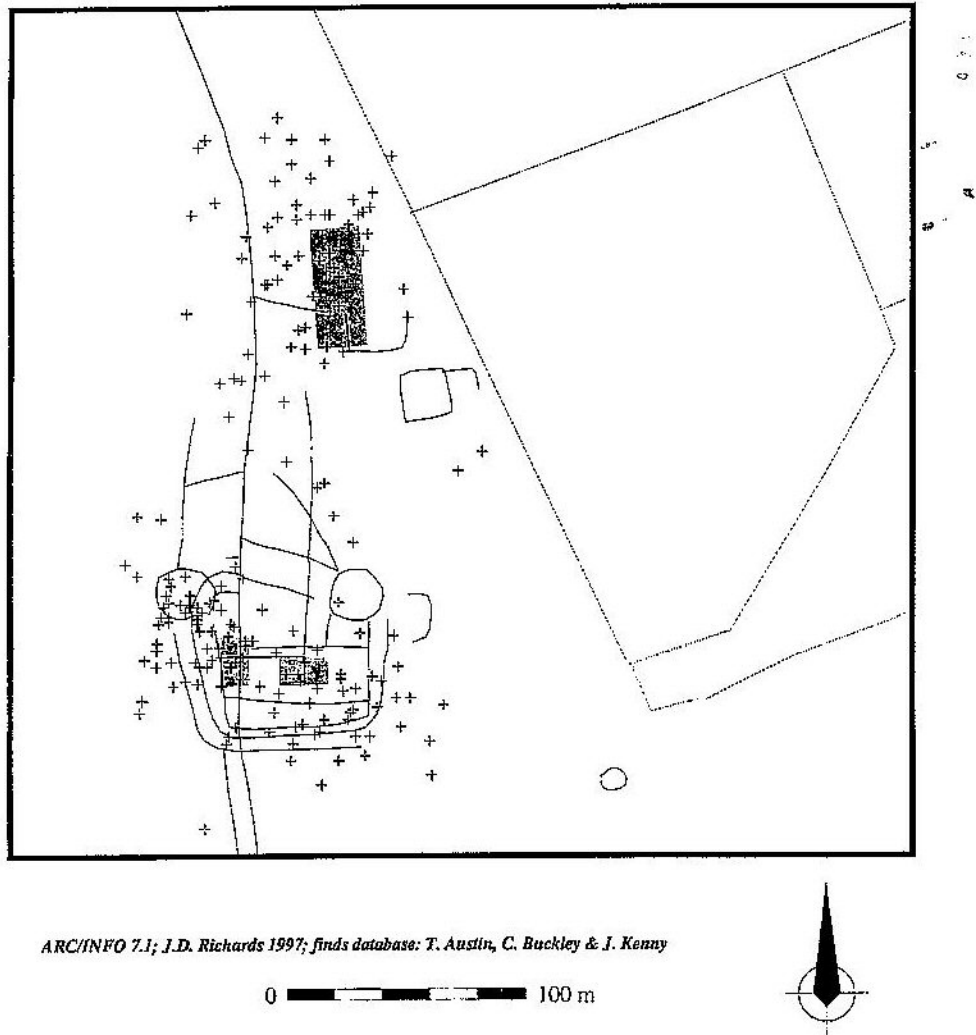 ARC/INFO 7.1; J.D. Richards 1997; finds database: T. Austin, C. Buckley & J. Kenny
0 100 m